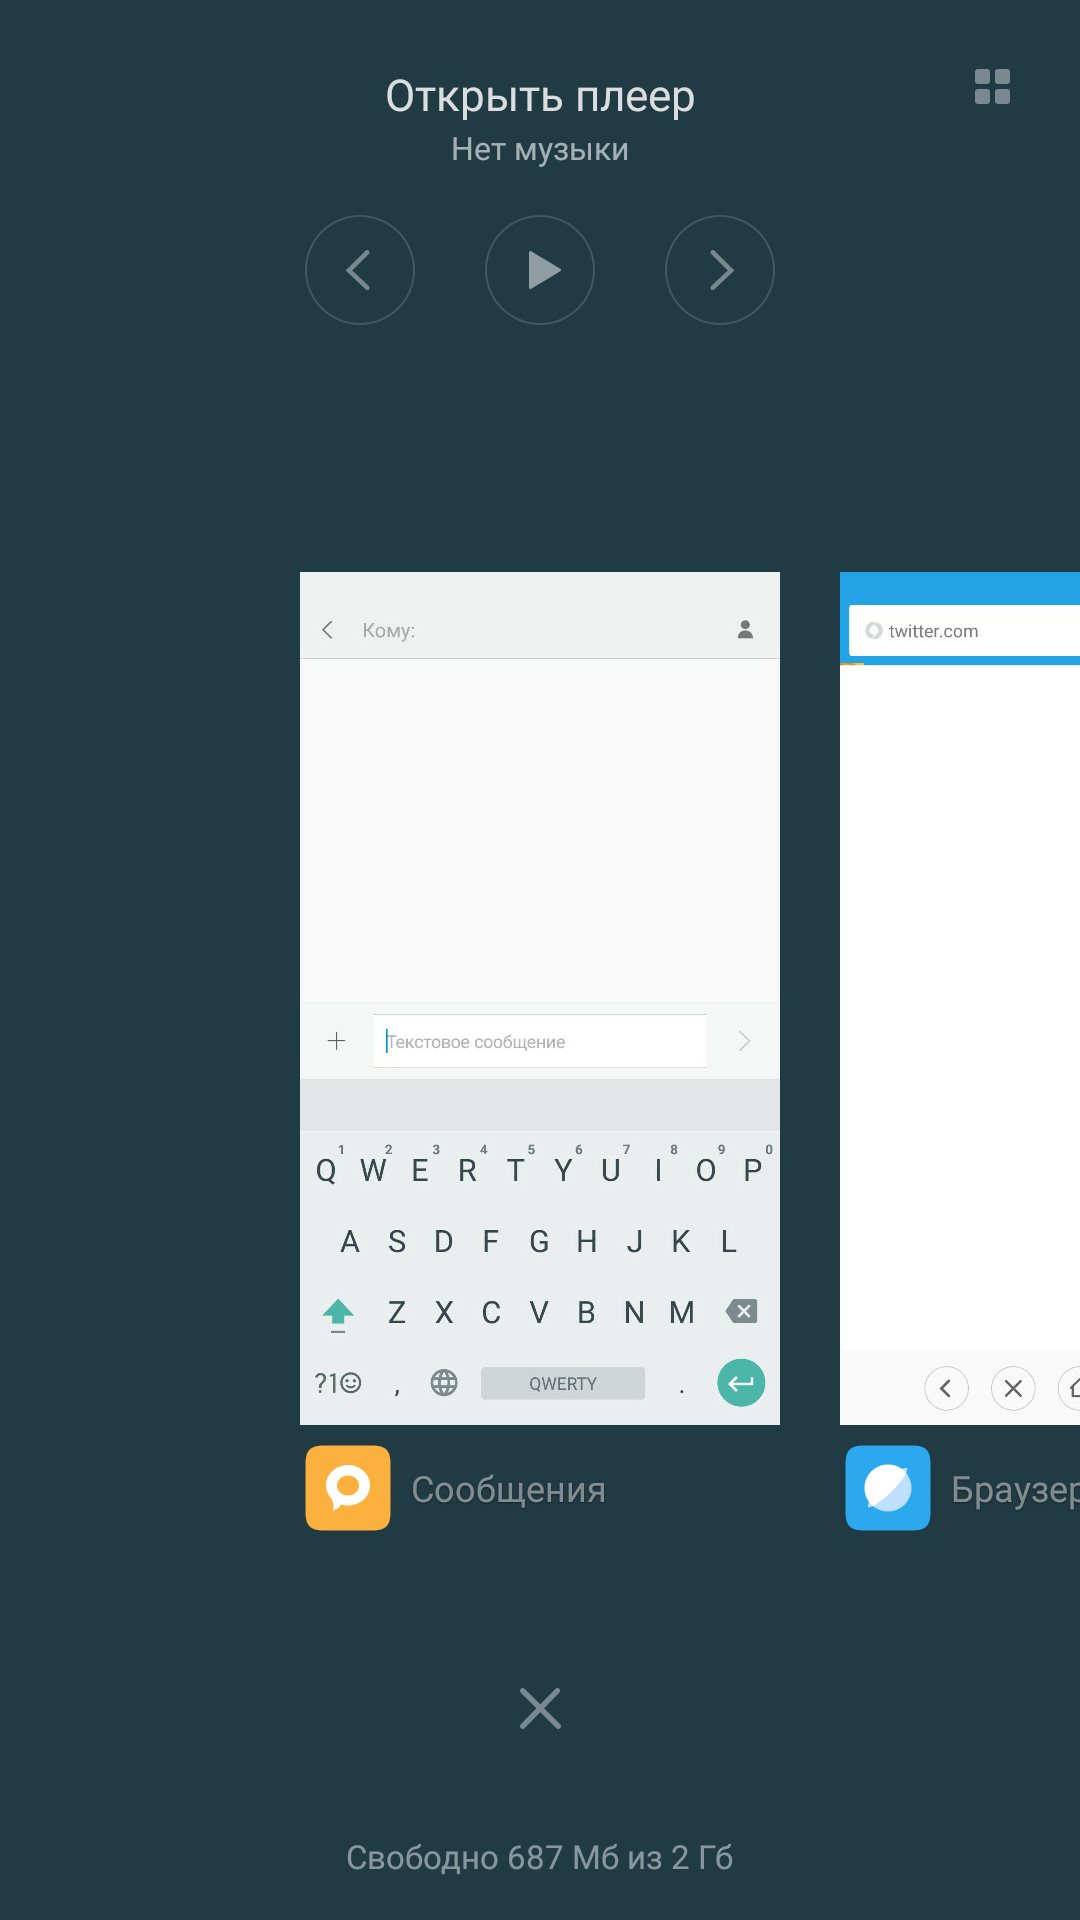 Открыть плеер
Нет музыки
Кому:
twitter.com
Текстовое сообщение
1 2 3 4 5 6 7 8 9 0
Q W E R T Y U I O P
A S D F G H J K L
Z X C V B N M
?1☺ , QWERTY .
Сообщения
Браузер
Свободно 687 Мб из 2 Гб